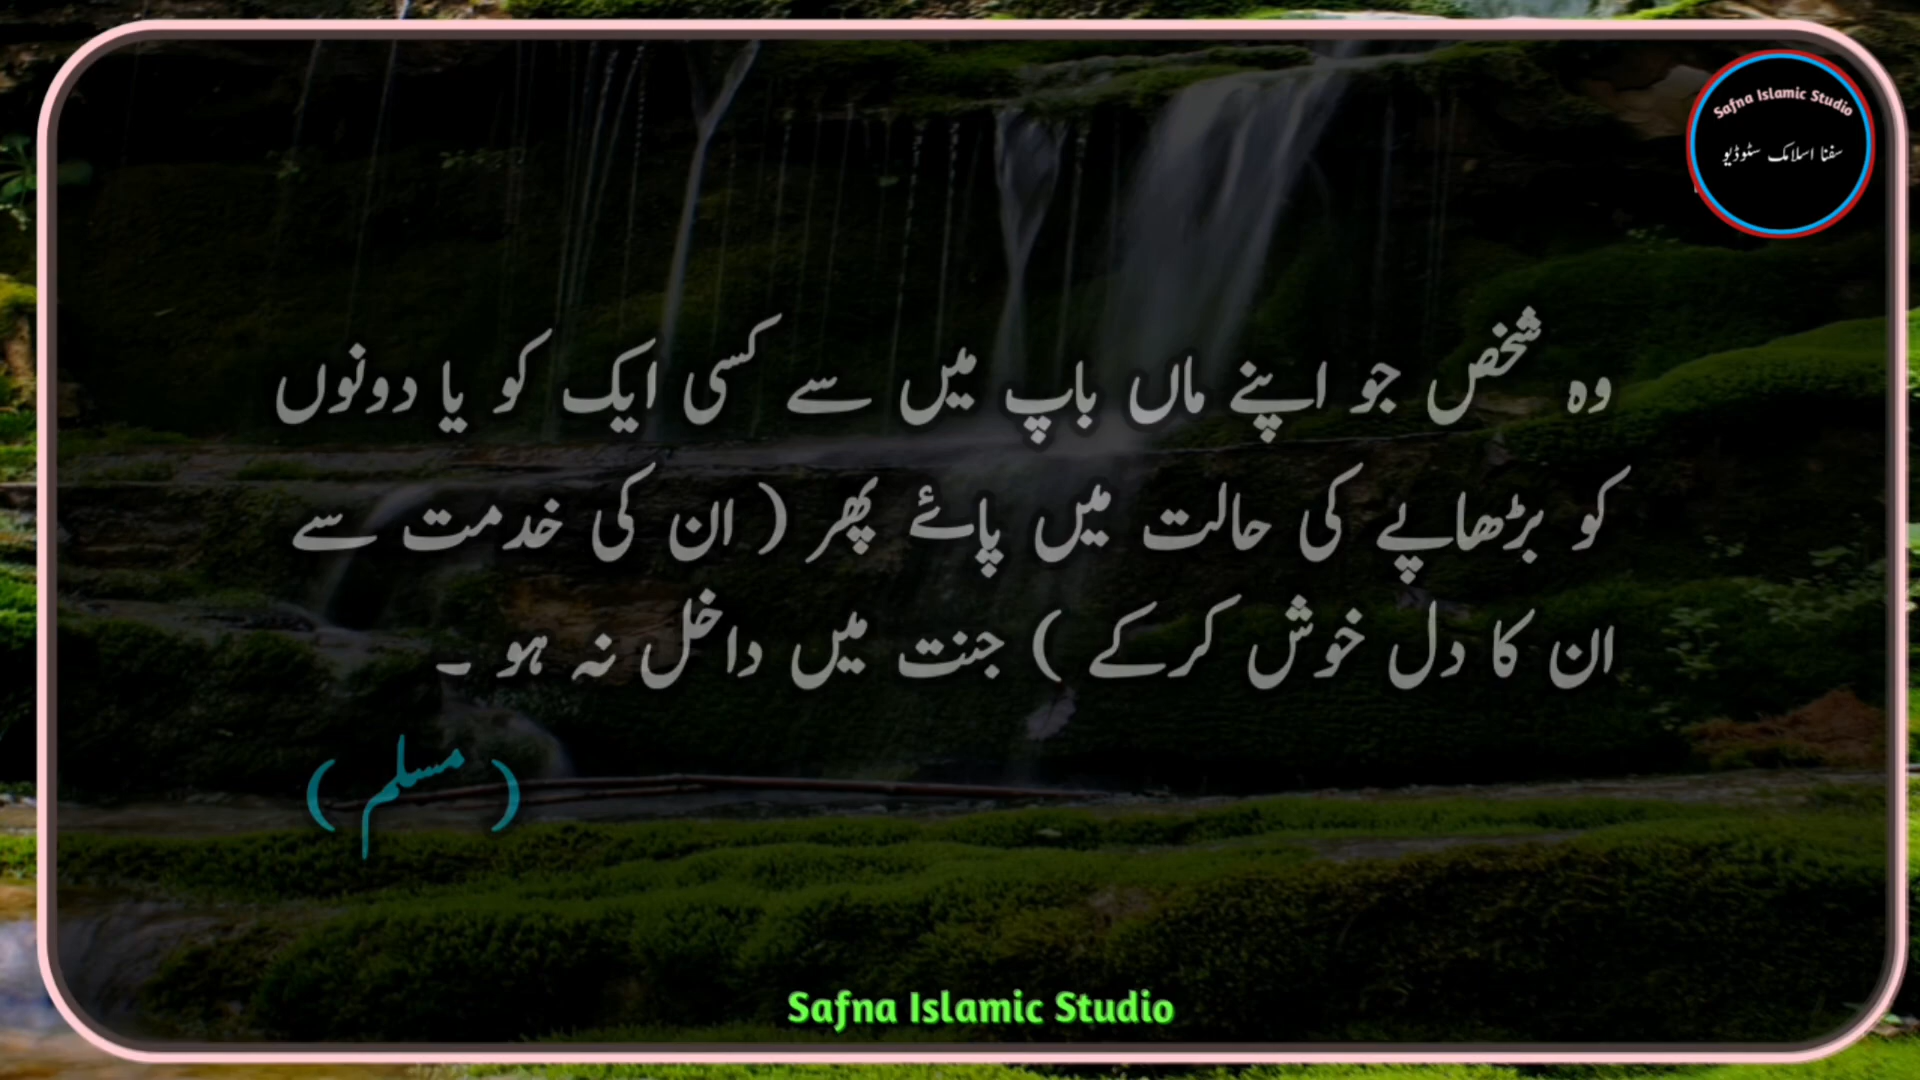 Safna Islamic Studio
سفنا اسلامک سٹوڈیو
وہ شخص جو اپنے ماں باپ میں سے کسی ایک کو یا دونوں
کو بڑھاپے کی حالت میں پائے پھر ( ان کی خدمت سے
ان کا دل خوش کرکے ) جنت میں داخل نہ ہو ۔
( مسلم )
Safna Islamic Studio